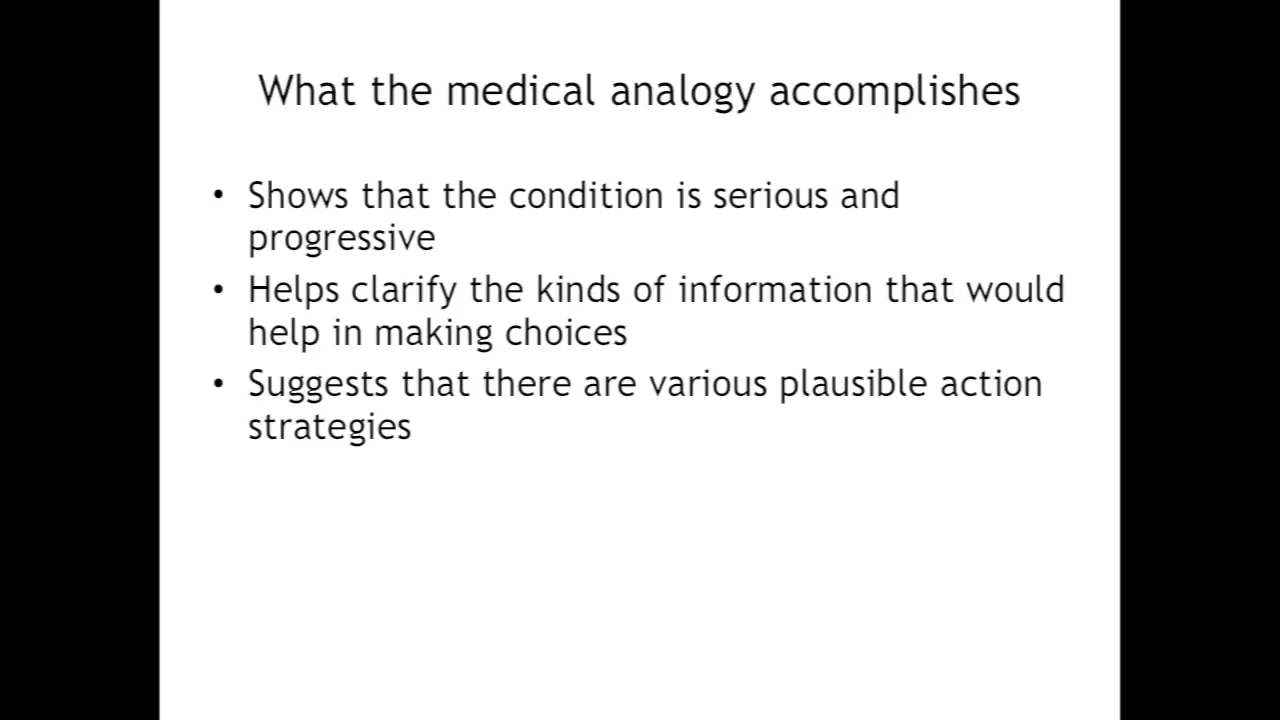 What the medical analogy accomplishes
• Shows that the condition is serious and
progressive
• Helps clarify the kinds of information that would
help in making choices
• Suggests that there are various plausible action
strategies